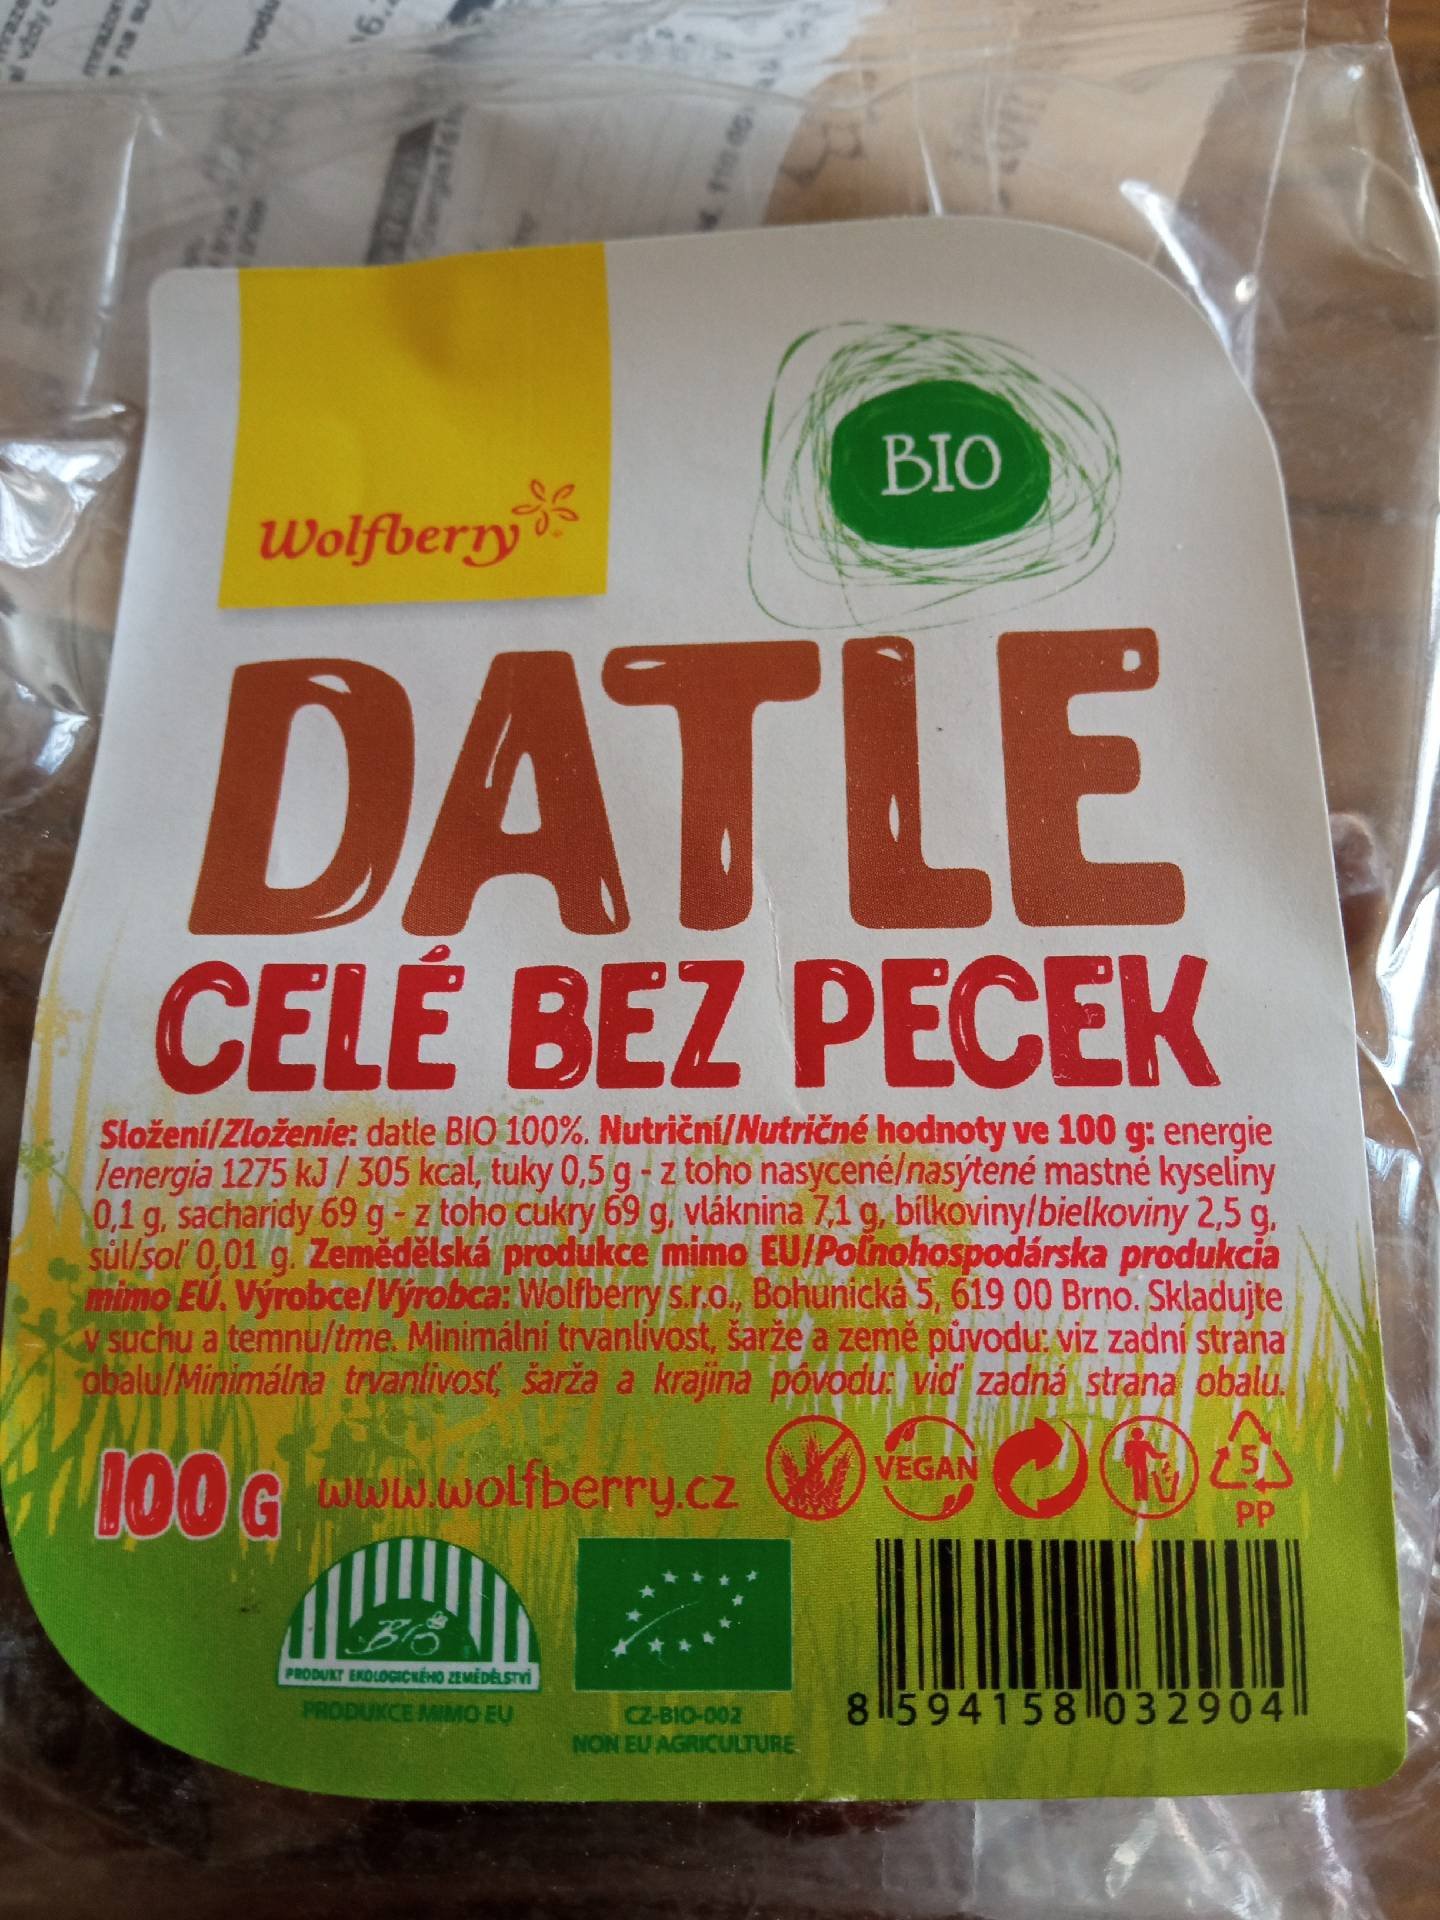 Wolfberry
BIO
DATLE
CELÉ BEZ PECEK
Složení/Zloženie: datle BIO 100%. Nutriční/Nutričné hodnoty ve 100 g: energie
/energia 1275 kJ / 305 kcal, tuky 0,5 g - z toho nasycené/nasýtené mastné kyseliny
0,1 g, sacharidy 69 g - z toho cukry 69 g, vláknina 7,1 g, bílkoviny/bielkoviny 2,5 g,
sůl/soľ 0,01 g. Zemědělská produkce mimo EU/Poľnohospodárska produkcia
mimo EÚ. Výrobce/Výrobca: Wolfberry s.r.o., Bohunická 5, 619 00 Brno. Skladujte
v suchu a temnu/tme. Minimální trvanlivost, šarže a země původu: viz zadní strana
obalu/Minimálna trvanlivosť, šarža a krajina pôvodu: viď zadná strana obalu.
100 G
www.wolfberry.cz
VEGAN
5
PP
BIO
PRODUKT EKOLOGICKÉHO ZEMĚDĚLSTVÍ
PRODUKCE MIMO EU
CZ-BIO-002
NON EU AGRICULTURE
8 594158 032904